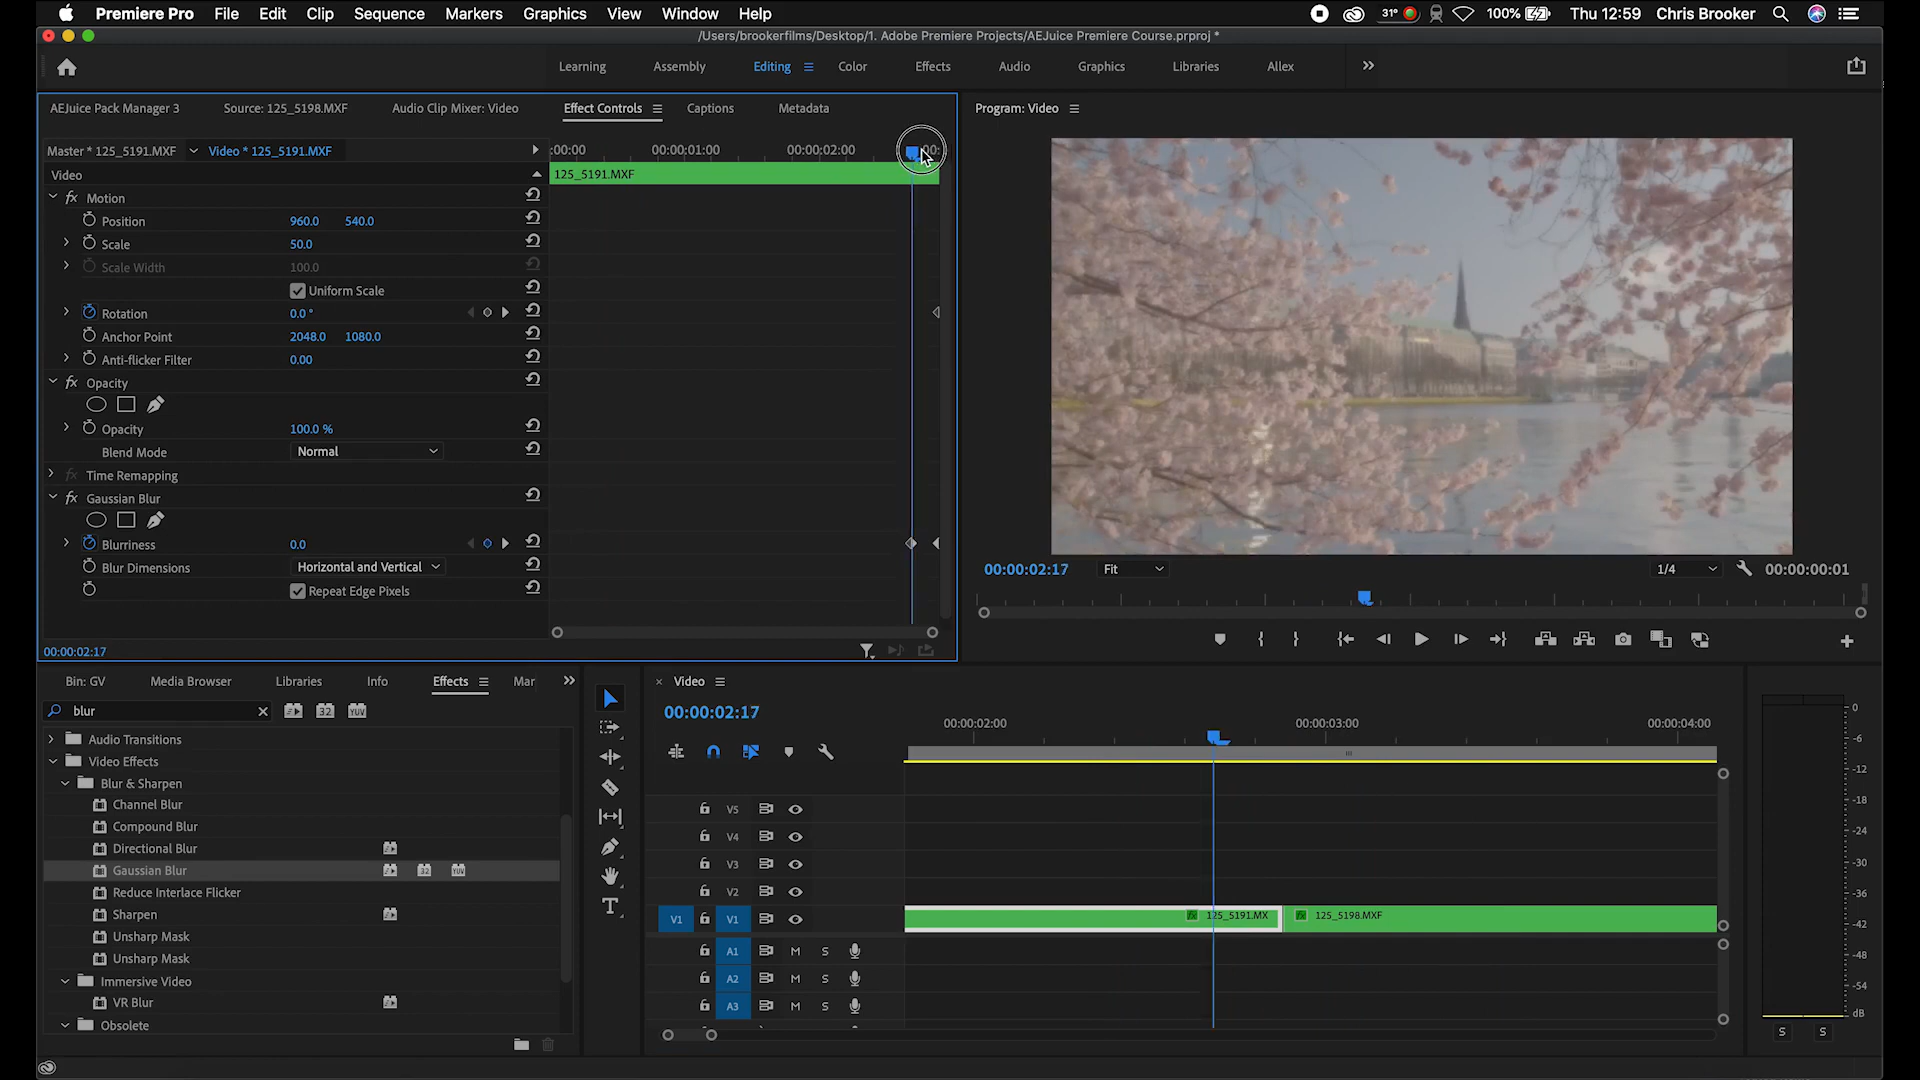 Premiere Pro File Edit Clip Sequence Markers Graphics View Window Help 31° 100% Thu 12:59 Chris Brooker
/Users/brookerfilms/Desktop/1. Adobe Premiere Projects/AEJuice Premiere Course.prproj *
Learning Assembly Editing Color Effects Audio Graphics Libraries Allex
AEJuice Pack Manager 3 Source: 125_5198.MXF Audio Clip Mixer: Video Effect Controls Captions Metadata
Program: Video
Master * 125_5191.MXF Video * 125_5191.MXF
:00:00 00:00:01:00 00:00:02:00 00:
Video
125_5191.MXF
fx Motion
Position 960.0 540.0
Scale 50.0
Scale Width 100.0
Uniform Scale
Rotation 0.0 °
Anchor Point 2048.0 1080.0
Anti-flicker Filter 0.00
fx Opacity
Opacity 100.0 %
Blend Mode Normal
fx Time Remapping
fx Gaussian Blur
Blurriness 0.0
Blur Dimensions Horizontal and Vertical
Repeat Edge Pixels
00:00:02:17
00:00:02:17 Fit 1/4 00:00:00:01
Bin: GV Media Browser Libraries Info Effects Mar
blur 32 YUV
Audio Transitions
Video Effects
Blur & Sharpen
Channel Blur
Compound Blur
Directional Blur
Gaussian Blur 32 YUV
Reduce Interlace Flicker
Sharpen
Unsharp Mask
Unsharp Mask
Immersive Video
VR Blur
Obsolete
× Video
00:00:02:17
00:00:02:00 00:00:03:00 00:00:04:00
V5
V4
V3
V2
V1 V1 fx 125_5191.MX fx 125_5198.MXF
A1 M S
A2 M S
A3 M S
0
-6
-12
-18
-24
-30
-36
-42
-48
-54
dB
S S